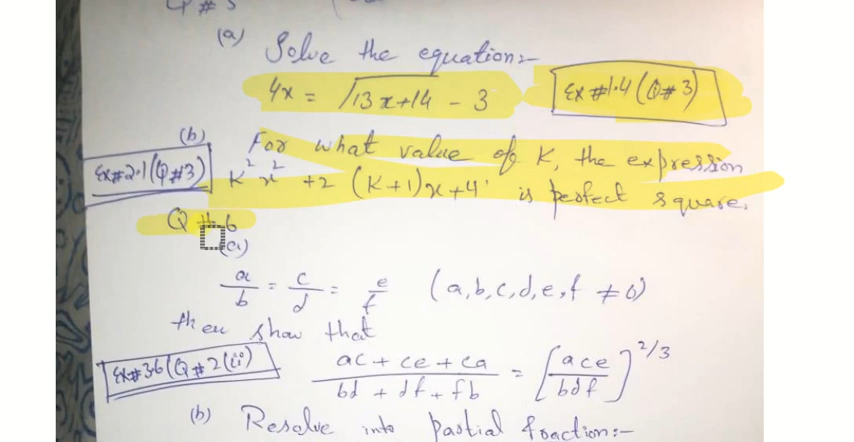 Q # 5
(a) Solve the equation:-
4x = √13x+14 - 3 Ex #1.4 (Q# 3)
(b) For what value of K, the expression
Ex#2.1(Q#3) K²x² +2 (K+1)x+4 is perfect square.
Q # 6
(a)
a/b = c/d = e/f (a,b,c,d,e,f ≠ 0)
then show that
Ex#3.6(Q#2(ii) ac + ce + ea / bd + df + fb = [ace / bdf]^2/3
(b) Resolve into Partial fraction:-